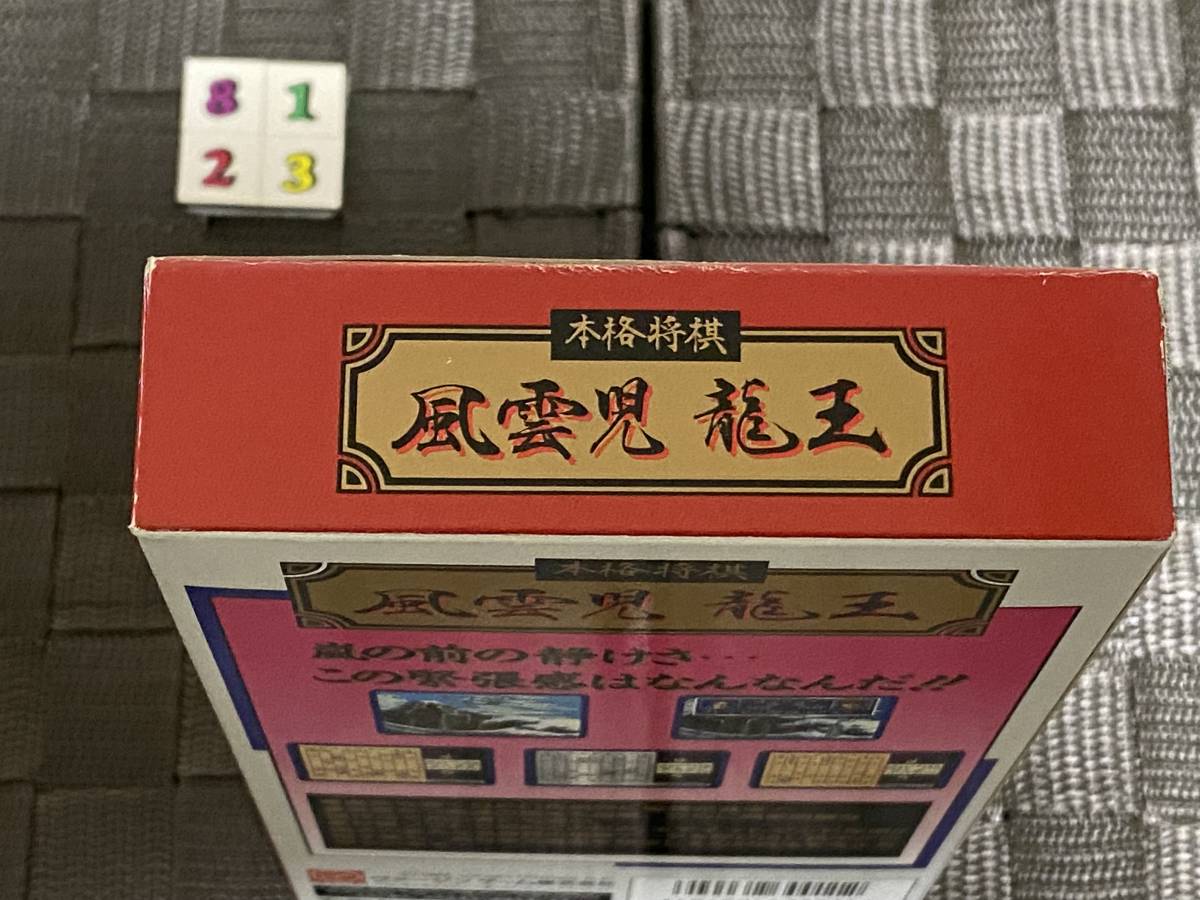 8 1
2 3
本格将棋
風雲児 龍王
本格将棋
風雲児 龍王
嵐の前の静けさ・・・
この緊張感はなんなんだ!!